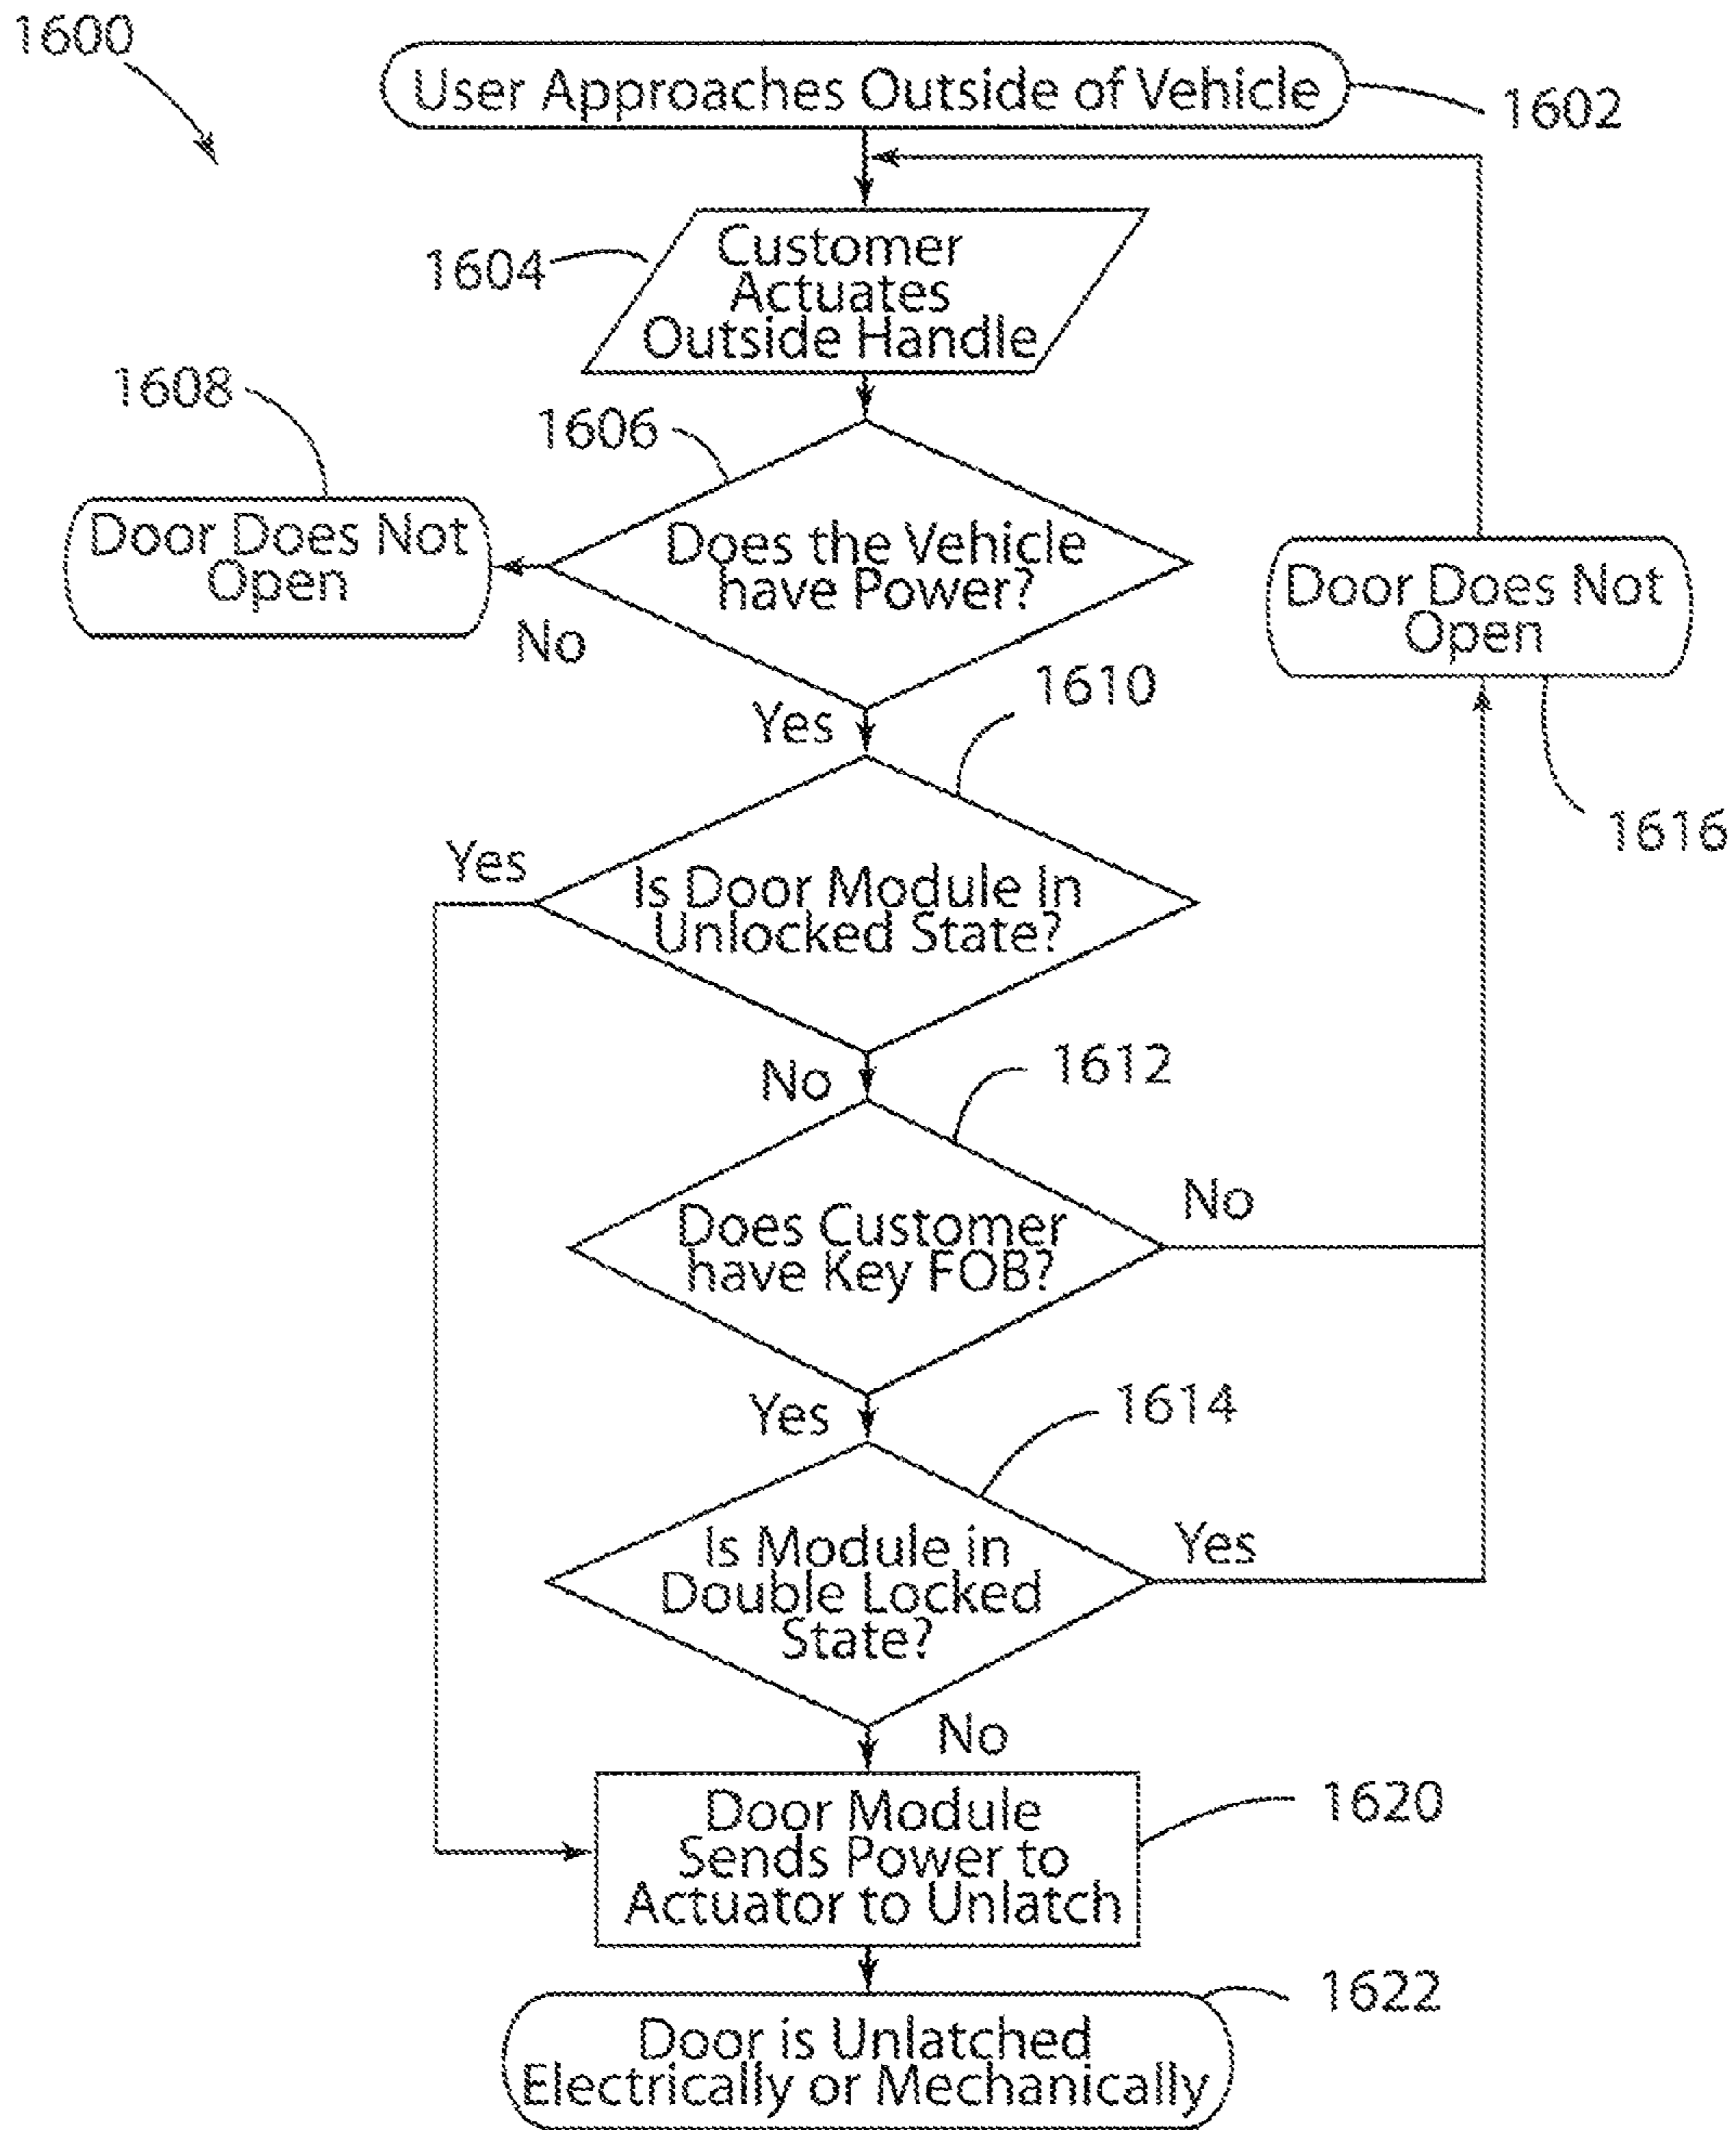 1600
User Approaches Outside of Vehicle
1602
1604
Customer
Actuates
Outside Handle
1608
1606
Door Does Not
Open
Does the Vehicle
have Power?
No
Door Does Not
Open
Yes
1610
1616
Yes
Is Door Module In
Unlocked State?
No
1612
Does Customer
have Key FOB?
No
Yes
1614
Is Module in
Double Locked
State?
Yes
No
Door Module
Sends Power to
Actuator to Unlatch
1620
1622
Door is Unlatched
Electrically or Mechanically